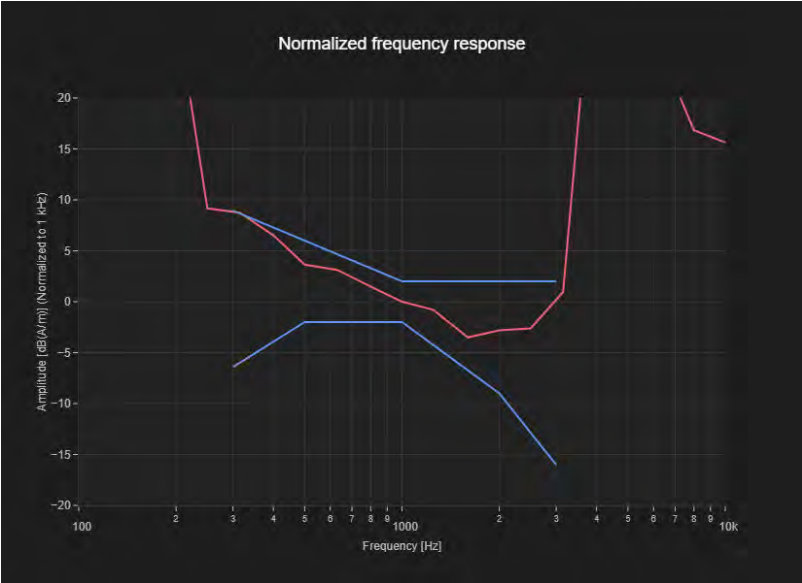 Normalized frequency response
Amplitude [dB(A/m)] (Normalized to 1 kHz)
20
15
10
5
0
−5
−10
−15
−20
100 2 3 4 5 6 7 8 9 1000 2 3 4 5 6 7 8 9 10k
Frequency [Hz]